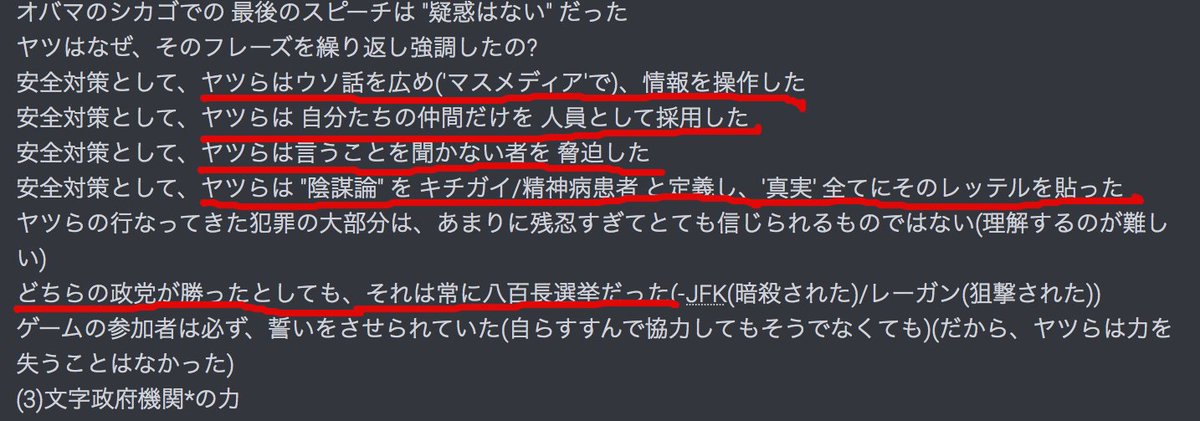 オバマのシカゴでの 最後のスピーチは "疑惑はない" だった
ヤツはなぜ、そのフレーズを繰り返し強調したの?
安全対策として、ヤツらはウソ話を広め('マスメディア'で)、情報を操作した
安全対策として、ヤツらは 自分たちの仲間だけを 人員として採用した
安全対策として、ヤツらは言うことを聞かない者を 脅迫した
安全対策として、ヤツらは "陰謀論" を キチガイ/精神病患者 と定義し、'真実' 全てにそのレッテルを貼った
ヤツらの行なってきた犯罪の大部分は、あまりに残忍すぎてとても信じられるものではない(理解するのが難し
い)
どちらの政党が勝ったとしても、それは常に八百長選挙だった(-JFK(暗殺された)/レーガン(狙撃された))
ゲームの参加者は必ず、誓いをさせられていた(自らすすんで協力してもそうでなくても)(だから、ヤツらは力を
失うことはなかった)
(3)文字政府機関*の力